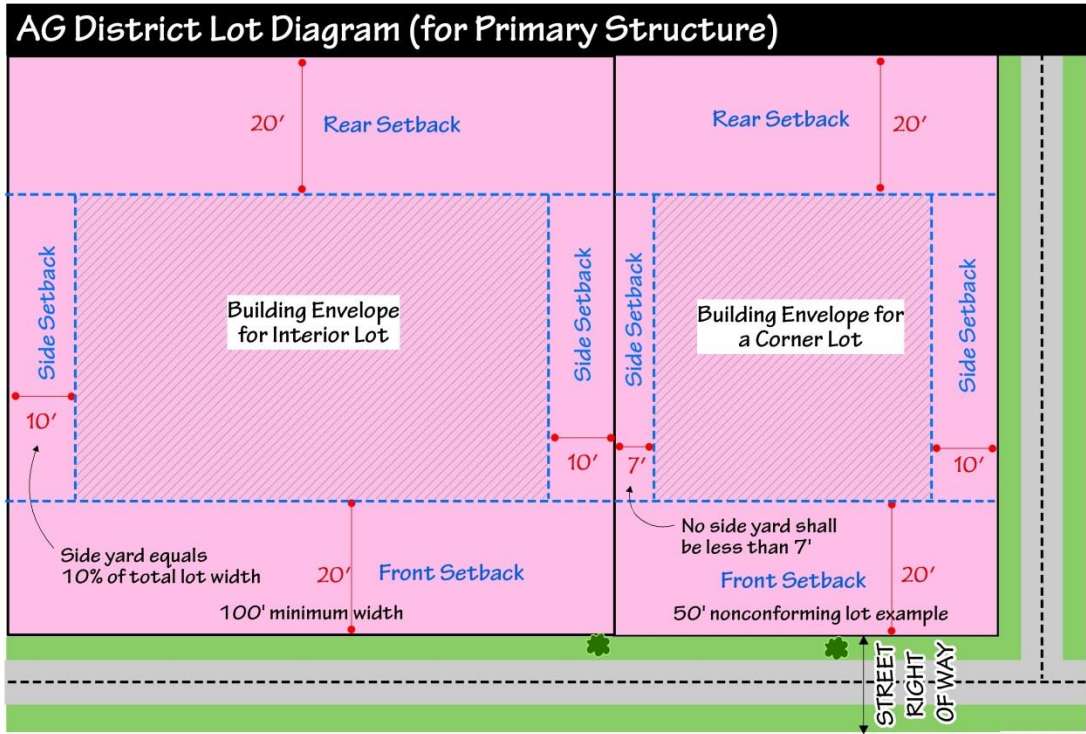 AG District Lot Diagram (for Primary Structure)
20' Rear Setback
Rear Setback 20'
Side Setback
Building Envelope
for Interior Lot
Side Setback
Side Setback
Building Envelope for
a Corner Lot
Side Setback
10'
10'
7'
10'
Side yard equals
10% of total lot width
20' Front Setback
100' minimum width
No side yard shall
be less than 7'
Front Setback 20'
50' nonconforming lot example
STREET
RIGHT
OF WAY